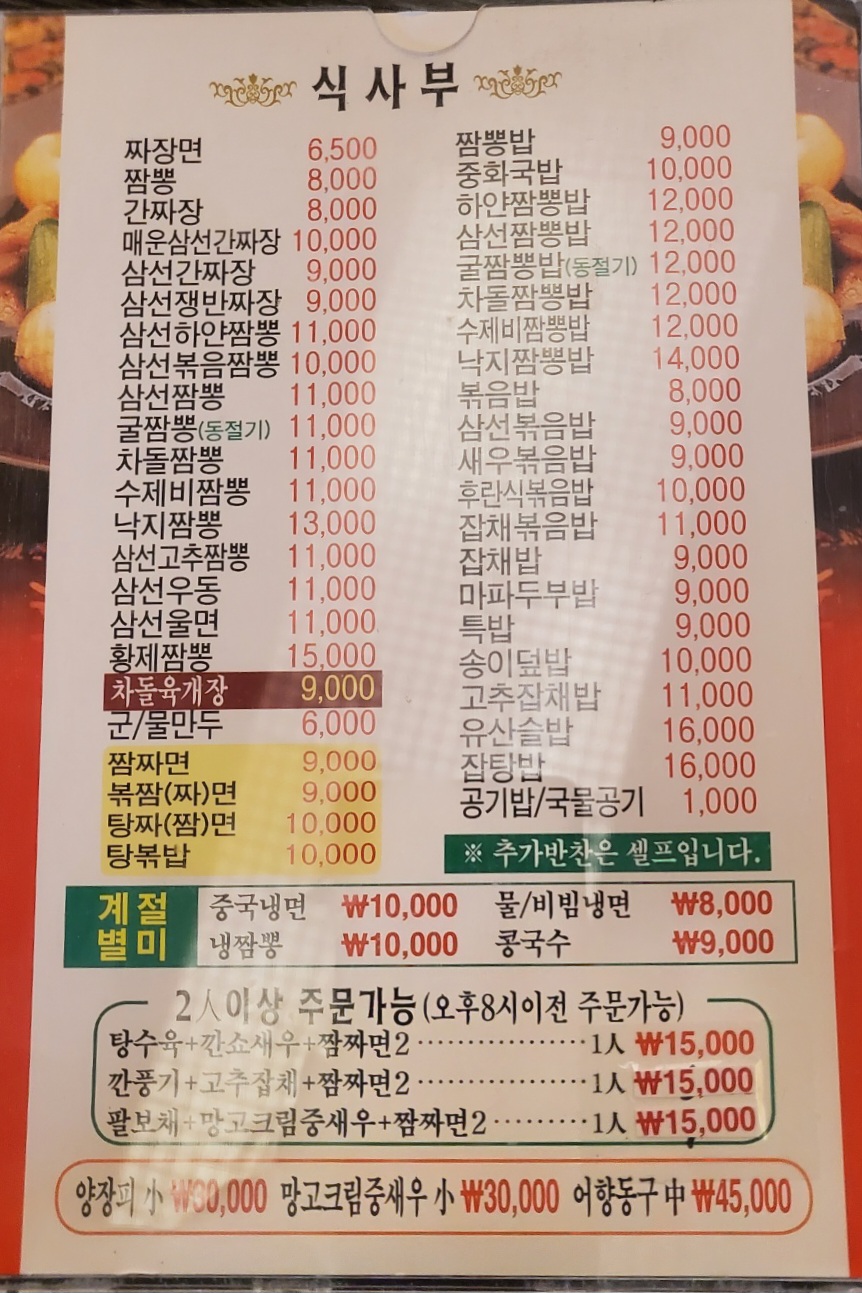 식사부
짜장면 6,500
짬뽕 8,000
간짜장 8,000
매운삼선간짜장 10,000
삼선간짜장 9,000
삼선쟁반짜장 9,000
삼선하얀짬뽕 11,000
삼선볶음짬뽕 10,000
삼선짬뽕 11,000
굴짬뽕(동절기) 11,000
차돌짬뽕 11,000
수제비짬뽕 11,000
낙지짬뽕 13,000
삼선고추짬뽕 11,000
삼선우동 11,000
삼선울면 11,000
황제짬뽕 15,000
차돌육개장 9,000
군/물만두 6,000
짬짜면 9,000
볶짬(짜)면 9,000
탕짜(짬)면 10,000
탕볶밥 10,000
짬뽕밥 9,000
중화국밥 10,000
하얀짬뽕밥 12,000
삼선짬뽕밥 12,000
굴짬뽕밥(동절기) 12,000
차돌짬뽕밥 12,000
수제비짬뽕밥 12,000
낙지짬뽕밥 14,000
볶음밥 8,000
삼선볶음밥 9,000
새우볶음밥 9,000
후란식볶음밥 10,000
잡채볶음밥 11,000
잡채밥 9,000
마파두부밥 9,000
특밥 9,000
송이덮밥 10,000
고추잡채밥 11,000
유산슬밥 16,000
잡탕밥 16,000
공기밥/국물공기 1,000
※ 추가반찬은 셀프입니다.
계절
별미
중국냉면 ₩10,000 물/비빔냉면 ₩8,000
냉짬뽕 ₩10,000 콩국수 ₩9,000
2人이상 주문가능(오후8시이전 주문가능)
탕수육+깐쇼새우+짬짜면2 ················· 1人 ₩15,000
깐풍기+고추잡채+짬짜면2 ················· 1人 ₩15,000
팔보채+망고크림중새우+짬짜면2 ········· 1人 ₩15,000
양장피 小 ₩30,000 망고크림중새우 小 ₩30,000 어향동구 中 ₩45,000